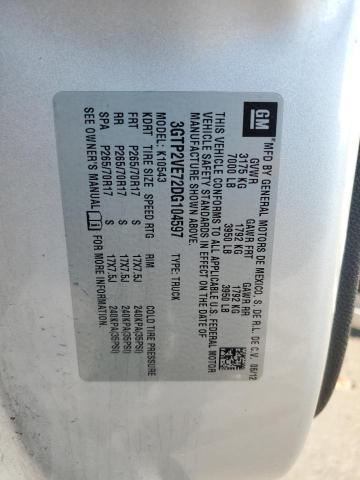 GM
MFD BY GENERAL MOTORS DE MEXICO, S. DE R.L. DE C.V. 06/12
GVWR GAWR FRT GAWR RR
3175 KG 1792 KG 1792 KG
7000 LB 3950 LB 3950 LB
THIS VEHICLE CONFORMS TO ALL APPLICABLE U.S. FEDERAL MOTOR
VEHICLE SAFETY STANDARDS IN EFFECT ON THE DATE OF
MANUFACTURE SHOWN ABOVE.
3GTP2VE72DG104597 TYPE: TRUCK
MODEL: K10543
KDRT TIRE SIZE SPEED RTG RIM COLD TIRE PRESSURE
FRT P265/70R17 S 17X7.5J 240KPA(35PSI)
RR P265/70R17 S 17X7.5J 240KPA(35PSI)
SPA P265/70R17 S 17X7.5J 240KPA(35PSI)
SEE OWNER'S MANUAL FOR MORE INFORMATION